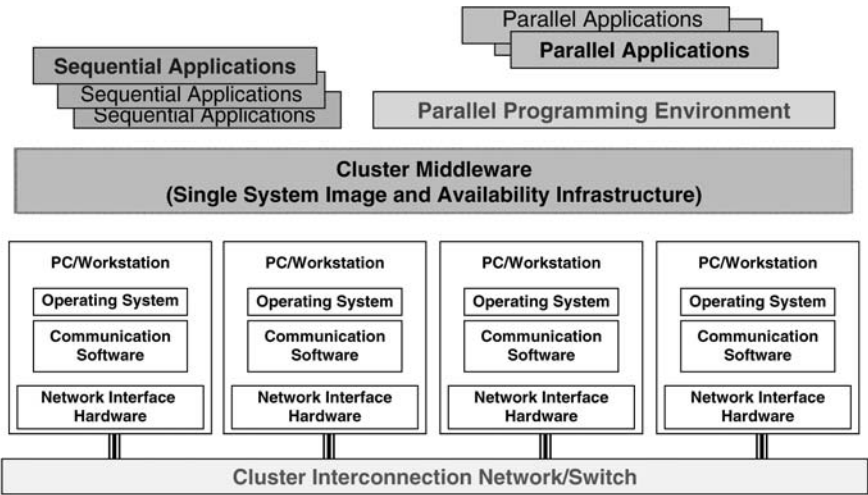 Parallel Applications
Parallel Applications
Sequential Applications
Sequential Applications
Sequential Applications
Parallel Programming Environment
Cluster Middleware
(Single System Image and Availability Infrastructure)
PC/Workstation
Operating System
Communication
Software
Network Interface
Hardware
PC/Workstation
Operating System
Communication
Software
Network Interface
Hardware
PC/Workstation
Operating System
Communication
Software
Network Interface
Hardware
PC/Workstation
Operating System
Communication
Software
Network Interface
Hardware
Cluster Interconnection Network/Switch